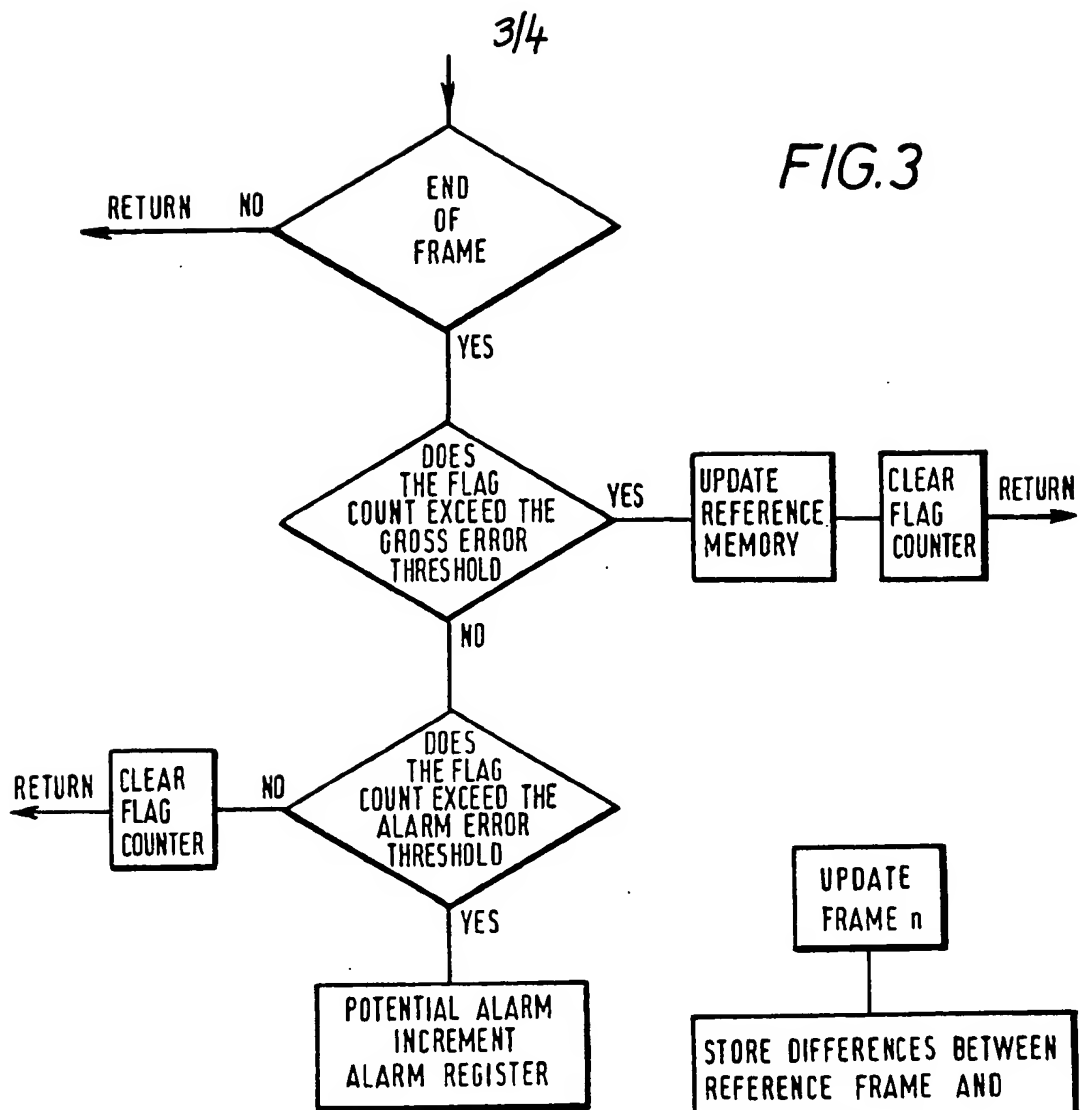 3/4
FIG.3
END
OF
FRAME
RETURN NO
YES
DOES
THE FLAG
COUNT EXCEED THE
GROSS ERROR
THRESHOLD
YES
UPDATE
REFERENCE
MEMORY
CLEAR
FLAG
COUNTER
RETURN
NO
DOES
THE FLAG
COUNT EXCEED THE
ALARM ERROR
THRESHOLD
NO
CLEAR
FLAG
COUNTER
RETURN
YES
POTENTIAL ALARM
INCREMENT
ALARM REGISTER
UPDATE
FRAME n
STORE DIFFERENCES BETWEEN
REFERENCE FRAME AND